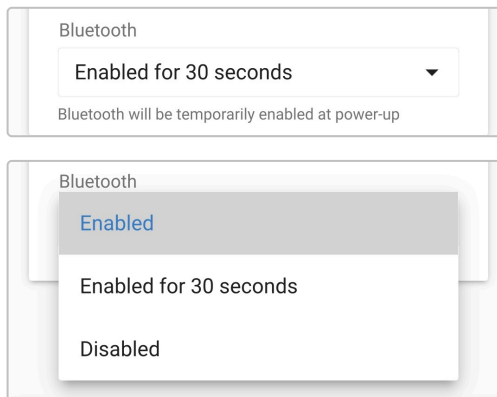 Bluetooth
Enabled for 30 seconds
Bluetooth will be temporarily enabled at power-up
Bluetooth
Enabled
Enabled for 30 seconds
Disabled